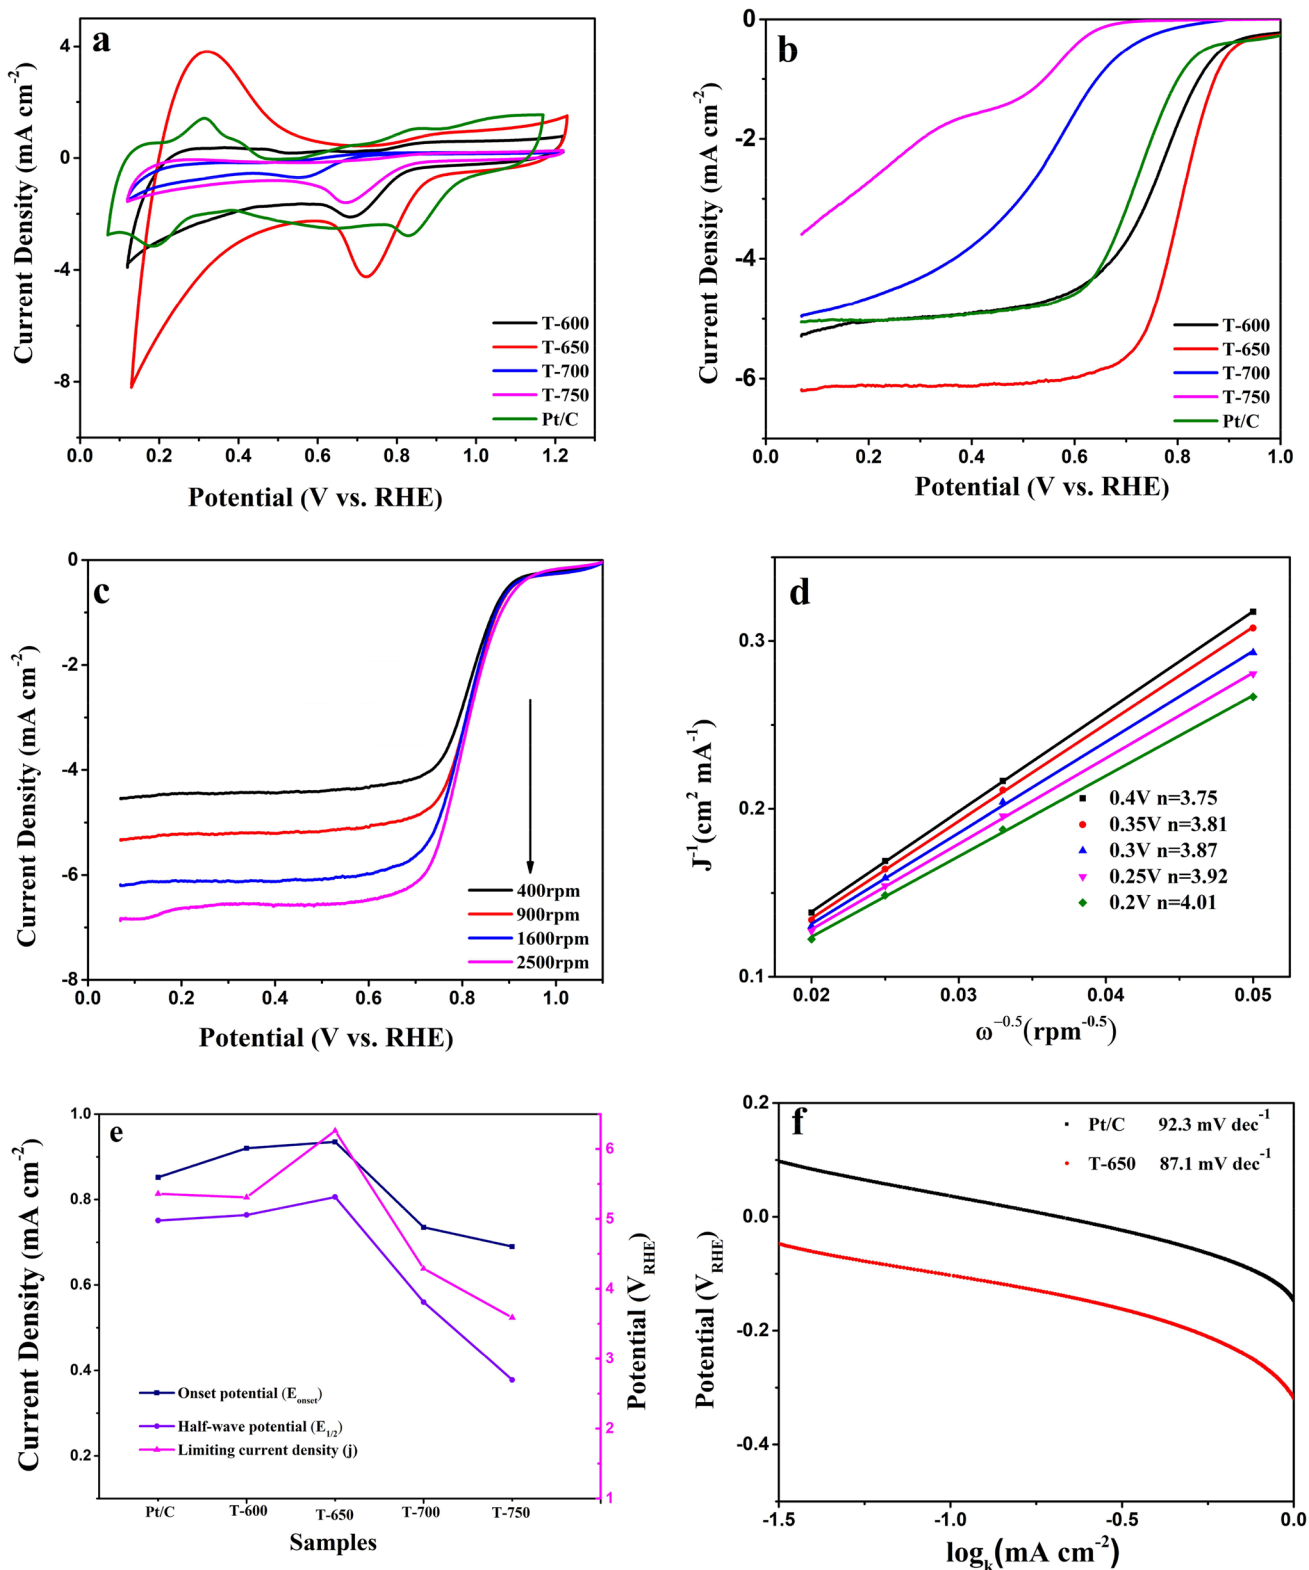 a
Current Density (mA cm⁻²)
4
0
-4
-8
0.2 0.4 0.6 0.8 1.0 1.2
Potential (V vs. RHE)
T-600
T-650
T-700
T-750
Pt/C
b
Current Density (mA cm⁻²)
0
-2
-4
-6
0.0 0.2 0.4 0.6 0.8 1.0
Potential (V vs. RHE)
T-600
T-650
T-700
T-750
Pt/C
c
Current Density (mA cm⁻²)
0
-2
-4
-6
-8
0.0 0.2 0.4 0.6 0.8 1.0
Potential (V vs. RHE)
400rpm
900rpm
1600rpm
2500rpm
d
J⁻¹(cm² mA⁻¹)
0.3
0.2
0.1
0.02 0.03 0.04 0.05
ω⁻⁰·⁵(rpm⁻⁰·⁵)
0.4V n=3.75
0.35V n=3.81
0.3V n=3.87
0.25V n=3.92
0.2V n=4.01
e
Current Density (mA cm⁻²)
1.0
0.8
0.6
0.4
0.2
Onset potential (Eonset)
Half-wave potential (E1/2)
Limiting current density (j)
Pt/C T-600 T-650 T-700 T-750
Samples
6
5
4
3
2
1
Potential (VRHE)
f
Potential (VRHE)
0.2
0.0
-0.2
-0.4
Pt/C 92.3 mV dec⁻¹
T-650 87.1 mV dec⁻¹
-1.5 -1.0 -0.5 0.0
logk(mA cm⁻²)